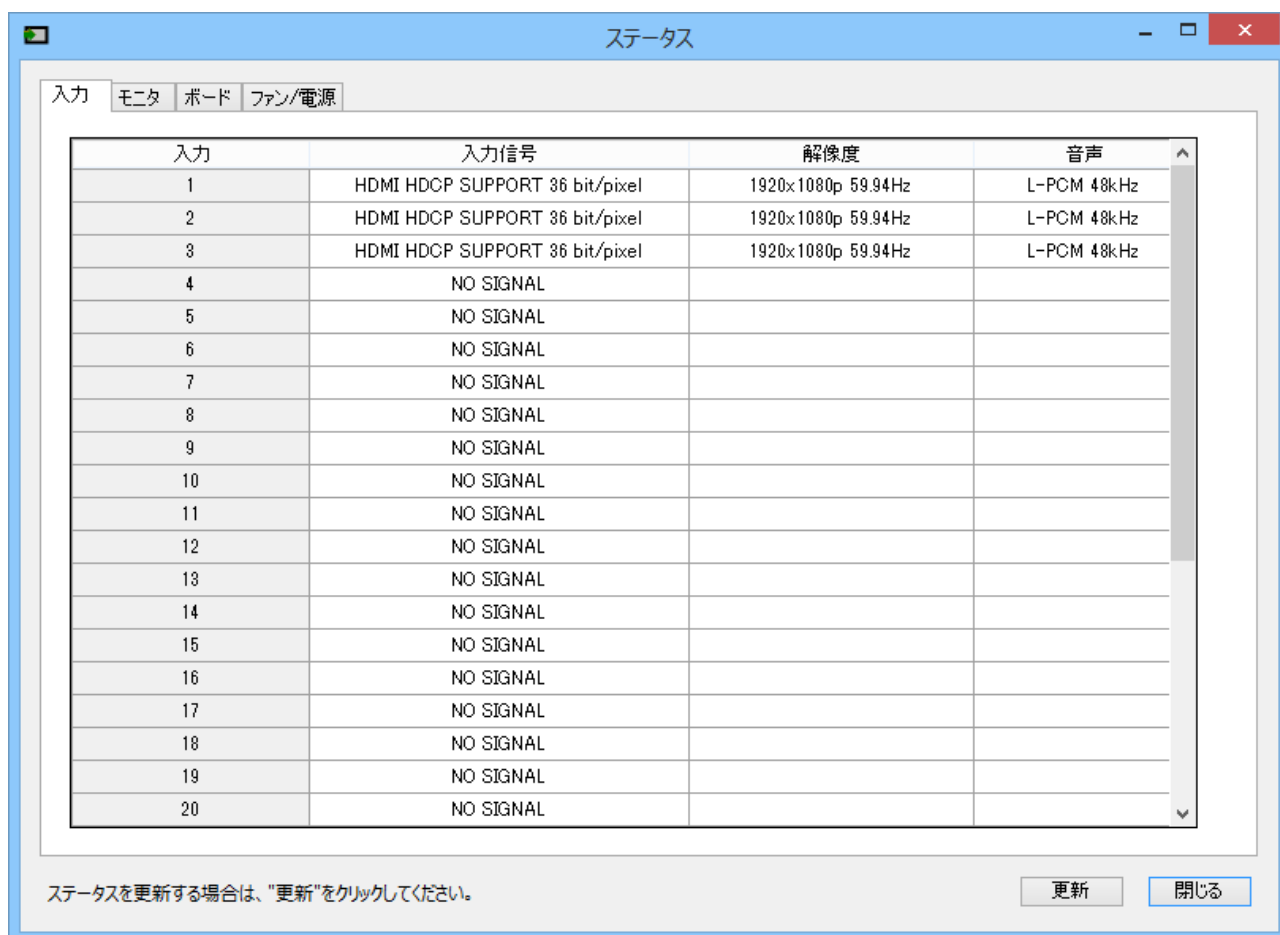 ステータス
入力 モニタ ボード ファン/電源
入力 入力信号 解像度 音声
1 HDMI HDCP SUPPORT 36 bit/pixel 1920x1080p 59.94Hz L-PCM 48kHz
2 HDMI HDCP SUPPORT 36 bit/pixel 1920x1080p 59.94Hz L-PCM 48kHz
3 HDMI HDCP SUPPORT 36 bit/pixel 1920x1080p 59.94Hz L-PCM 48kHz
4 NO SIGNAL
5 NO SIGNAL
6 NO SIGNAL
7 NO SIGNAL
8 NO SIGNAL
9 NO SIGNAL
10 NO SIGNAL
11 NO SIGNAL
12 NO SIGNAL
13 NO SIGNAL
14 NO SIGNAL
15 NO SIGNAL
16 NO SIGNAL
17 NO SIGNAL
18 NO SIGNAL
19 NO SIGNAL
20 NO SIGNAL
ステータスを更新する場合は、"更新"をクリックしてください。 更新 閉じる